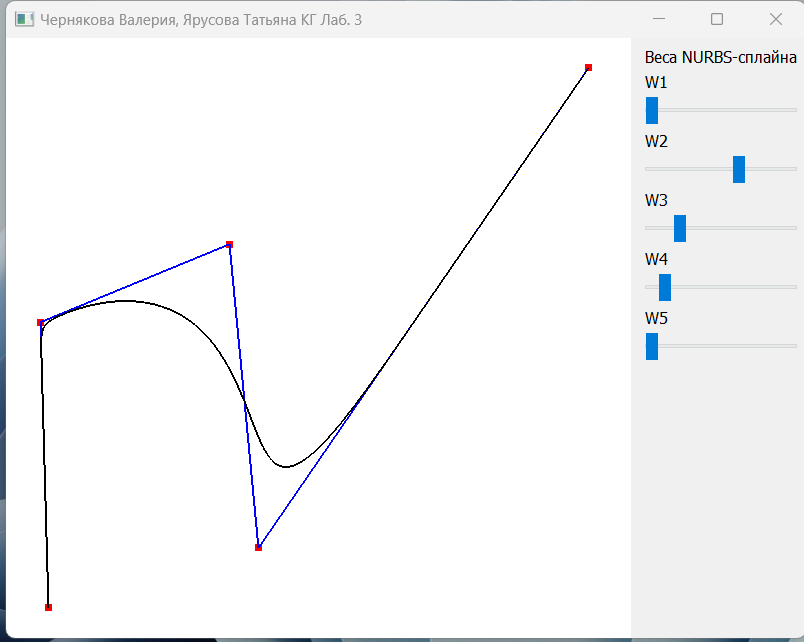 Чернякова Валерия, Ярусова Татьяна КГ Лаб. 3
Веса NURBS-сплайна
W1
W2
W3
W4
W5